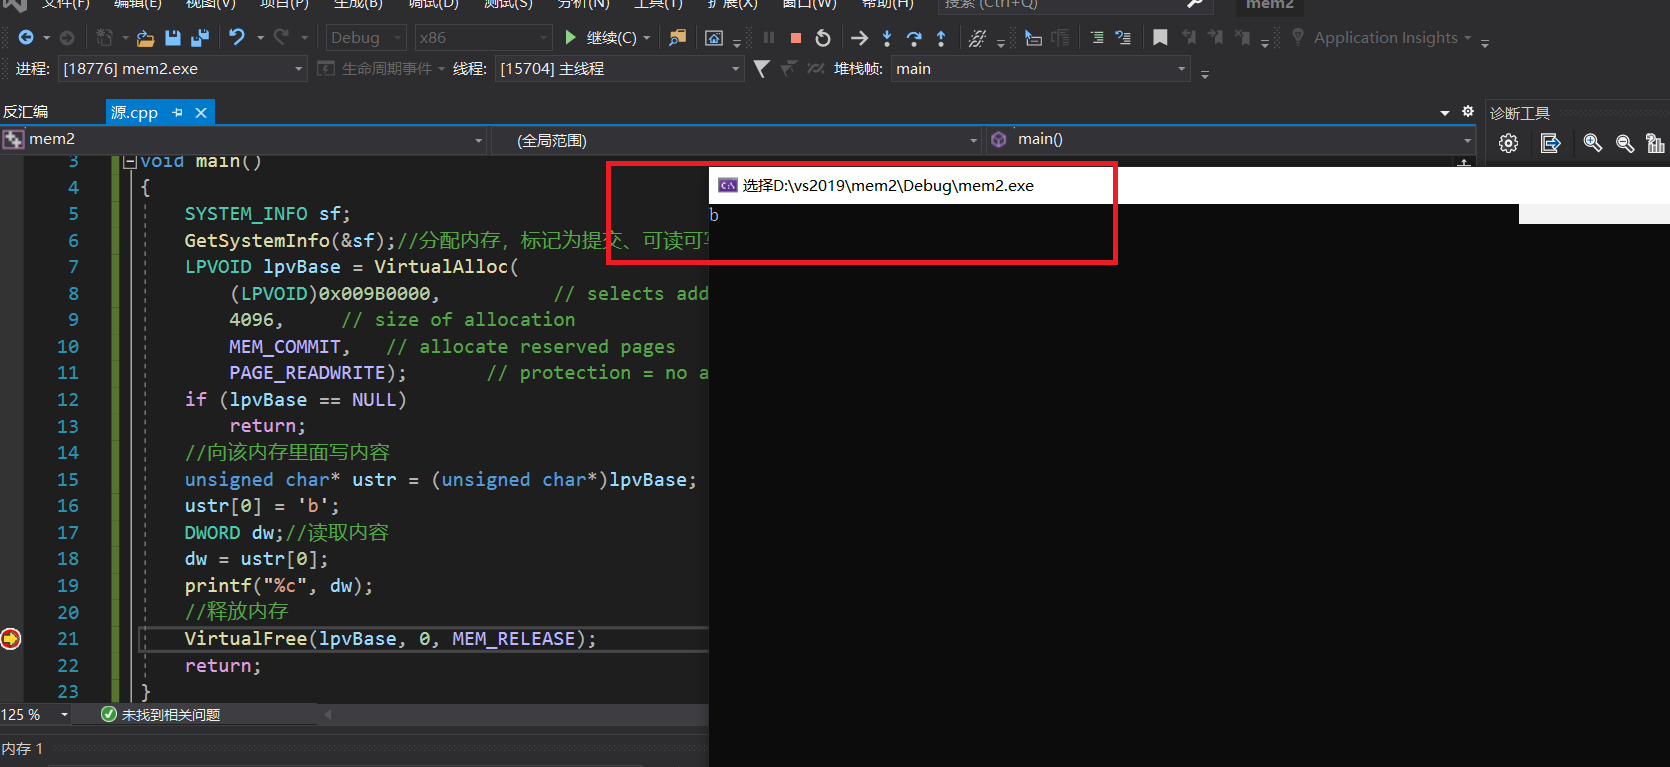 文件(F) 编辑(E) 视图(V) 项目(P) 生成(B) 调试(D) 测试(S) 分析(N) 工具(T) 扩展(X) 窗口(W) 帮助(H) 搜索 (Ctrl+Q) mem2
Debug x86 继续(C) Application Insights
进程: [18776] mem2.exe 生命周期事件 线程: [15704] 主线程 堆栈帧: main
反汇编 源.cpp 诊断工具
mem2 (全局范围) main()
3 void main()
4 {
5 SYSTEM_INFO sf;
6 GetSystemInfo(&sf);//分配内存，标记为提交、可读可写
7 LPVOID lpvBase = VirtualAlloc(
8 (LPVOID)0x009B0000, // selects add
9 4096, // size of allocation
10 MEM_COMMIT, // allocate reserved pages
11 PAGE_READWRITE); // protection = no a
12 if (lpvBase == NULL)
13 return;
14 //向该内存里面写内容
15 unsigned char* ustr = (unsigned char*)lpvBase;
16 ustr[0] = 'b';
17 DWORD dw;//读取内容
18 dw = ustr[0];
19 printf("%c", dw);
20 //释放内存
21 VirtualFree(lpvBase, 0, MEM_RELEASE);
22 return;
23 }
125 % 未找到相关问题
内存 1
C:\ 选择D:\vs2019\mem2\Debug\mem2.exe
b